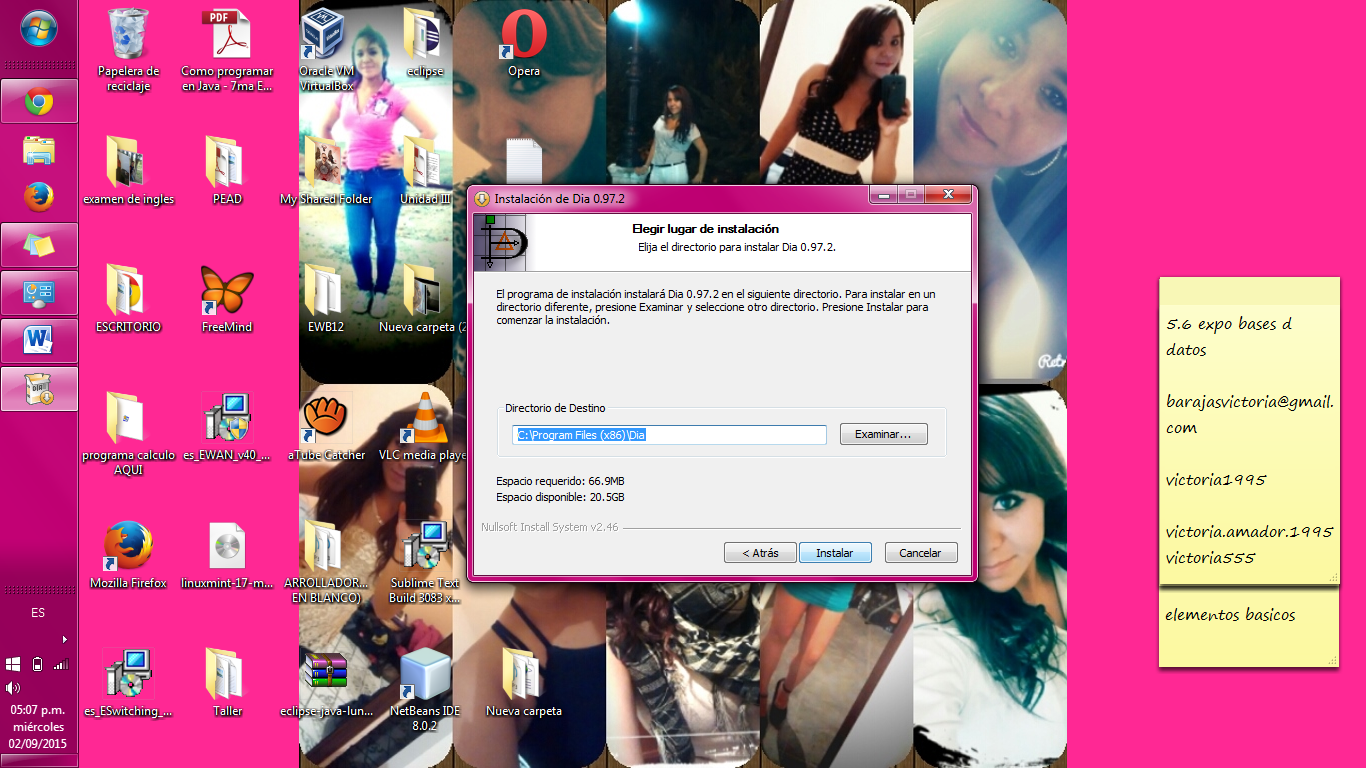 Papelera de
reciclaje
PDF
Como programar
en Java - 7ma E...
Oracle VM
VirtualBox
eclipse
Opera
examen de ingles
PEAD
My Shared Folder
Unidad III
ESCRITORIO
FreeMind
EWB12
Nueva carpeta (2
programa calculo
AQUI
es_EWAN_v40_...
aTube Catcher
VLC media playe
Mozilla Firefox
linuxmint-17-m...
ARROLLADOR...
EN BLANCO)
Sublime Text
Build 3083 x...
es_ESwitching_...
Taller
eclipse-java-lun...
NetBeans IDE
8.0.2
Nueva carpeta
Instalación de Dia 0.97.2
Elegir lugar de instalación
Elija el directorio para instalar Dia 0.97.2.
El programa de instalación instalará Dia 0.97.2 en el siguiente directorio. Para instalar en un
directorio diferente, presione Examinar y seleccione otro directorio. Presione Instalar para
comenzar la instalación.
Directorio de Destino
C:\Program Files (x86)\Dia
Examinar...
Espacio requerido: 66.9MB
Espacio disponible: 20.5GB
Nullsoft Install System v2.46
< Atrás
Instalar
Cancelar
5.6 expo bases d
datos
barajasvictoria@gmail.
com
victoria1995
victoria.amador.1995
victoria555
elementos basicos
ES
05:07 p.m.
miércoles
02/09/2015